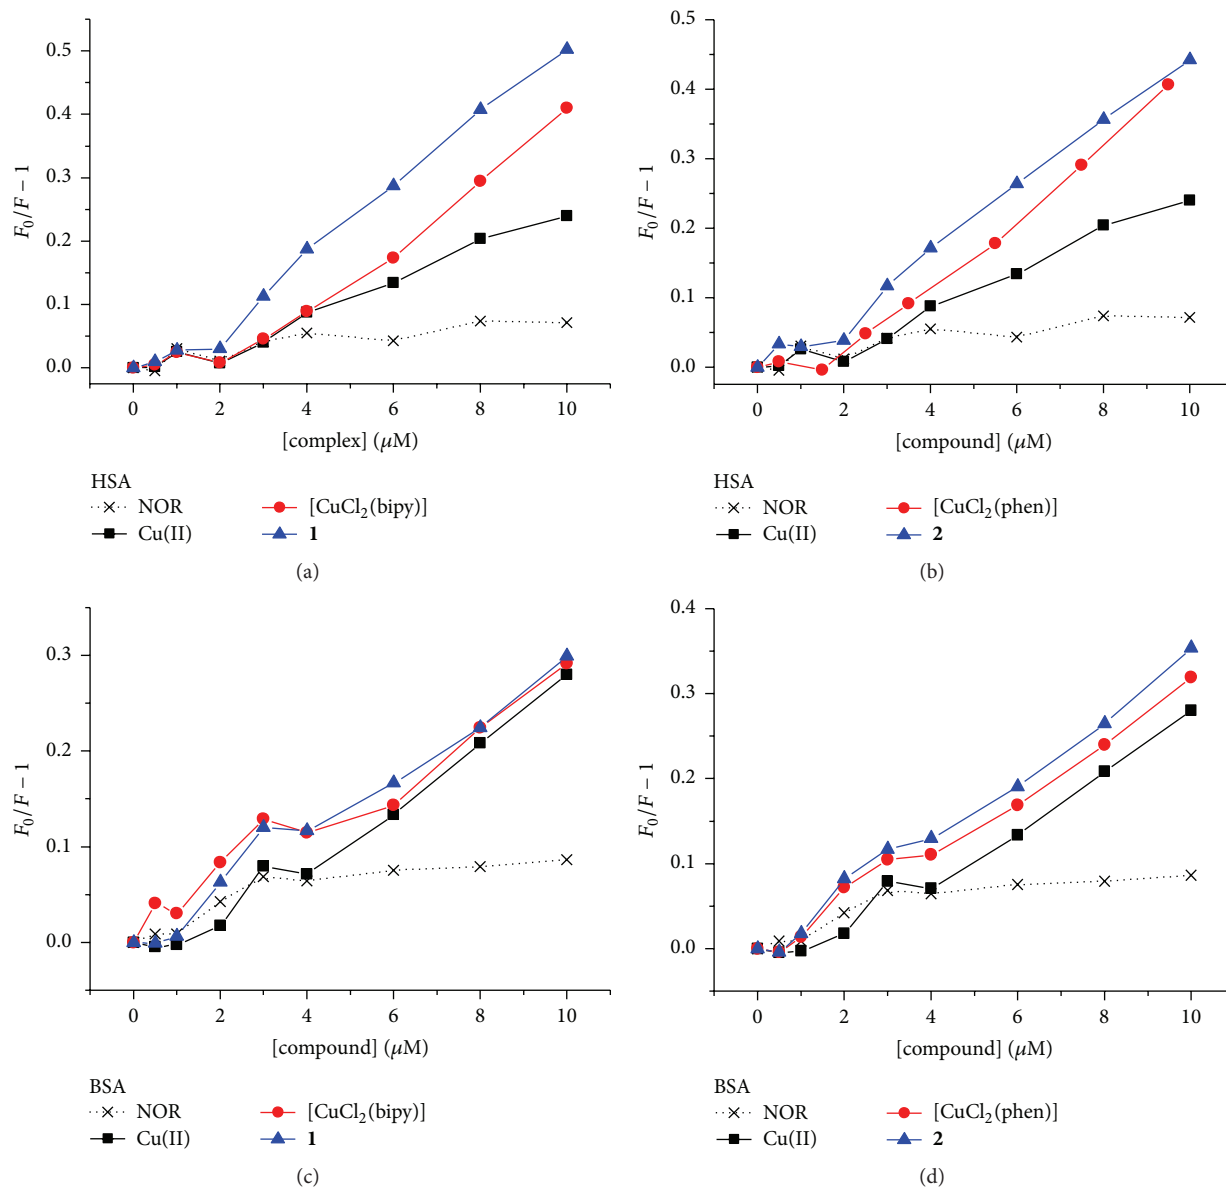 0.5
0.4
0.3
0.2
0.1
0.0
F₀/F − 1
0 2 4 6 8 10
[complex] (μM)
HSA
NOR [CuCl₂(bipy)]
Cu(II) 1
(a)
0.5
0.4
0.3
0.2
0.1
0.0
F₀/F − 1
0 2 4 6 8 10
[compound] (μM)
HSA
NOR [CuCl₂(phen)]
Cu(II) 2
(b)
0.3
0.2
0.1
0.0
F₀/F − 1
0 2 4 6 8 10
[compound] (μM)
BSA
NOR [CuCl₂(bipy)]
Cu(II) 1
(c)
0.4
0.3
0.2
0.1
0.0
F₀/F − 1
0 2 4 6 8 10
[compound] (μM)
BSA
NOR [CuCl₂(phen)]
Cu(II) 2
(d)